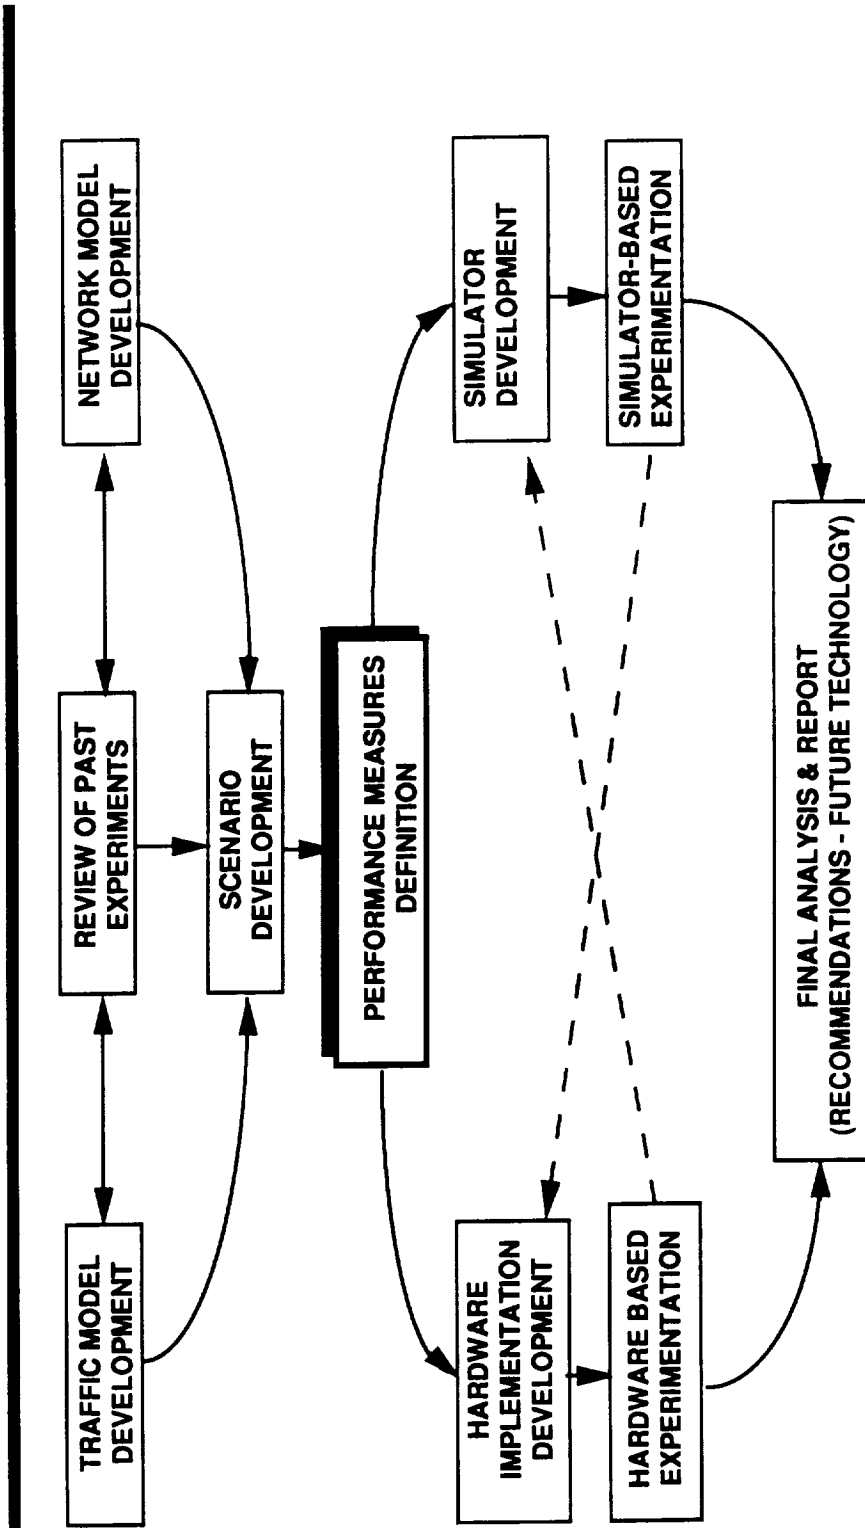 TRAFFIC MODEL
DEVELOPMENT
REVIEW OF PAST
EXPERIMENTS
NETWORK MODEL
DEVELOPMENT
SCENARIO
DEVELOPMENT
PERFORMANCE MEASURES
DEFINITION
HARDWARE
IMPLEMENTATION
DEVELOPMENT
SIMULATOR
DEVELOPMENT
HARDWARE BASED
EXPERIMENTATION
SIMULATOR-BASED
EXPERIMENTATION
FINAL ANALYSIS & REPORT
(RECOMMENDATIONS - FUTURE TECHNOLOGY)